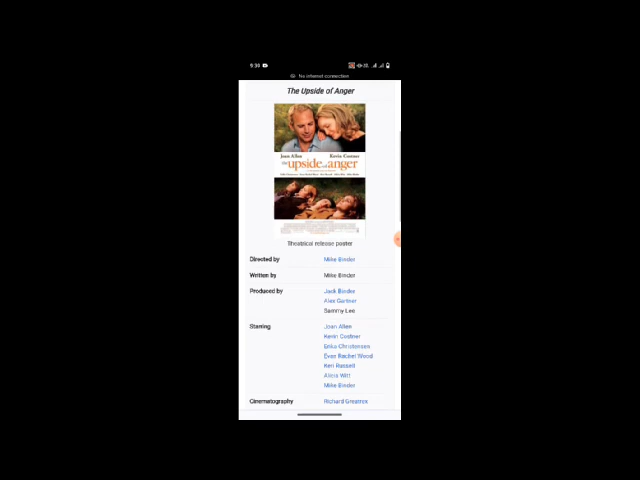 9:30
No internet connection
The Upside of Anger
Joan Allen Kevin Costner
the upside of anger
Theatrical release poster
Directed by Mike Binder
Written by Mike Binder
Produced by Jack Binder
Alex Gartner
Sammy Lee
Starring Joan Allen
Kevin Costner
Erika Christensen
Evan Rachel Wood
Keri Russell
Alicia Witt
Mike Binder
Cinematography Richard Greatrex